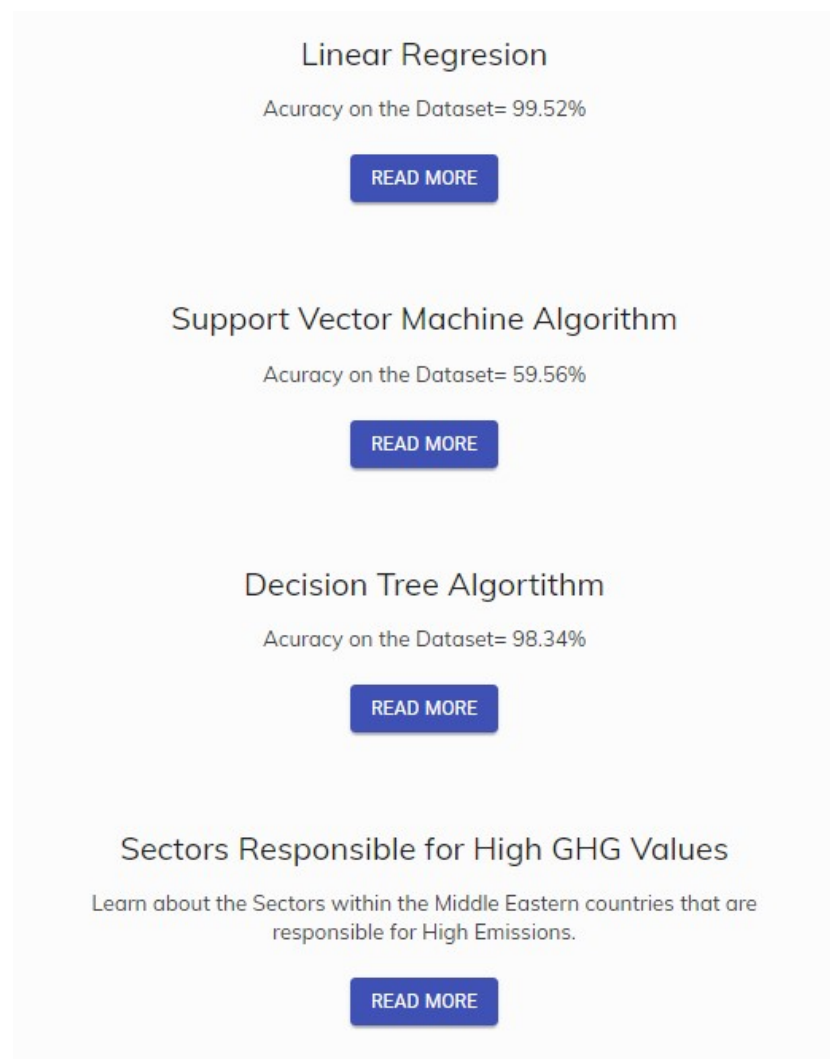 Linear Regresion
Acuracy on the Dataset= 99.52%
READ MORE
Support Vector Machine Algorithm
Acuracy on the Dataset= 59.56%
READ MORE
Decision Tree Algortithm
Acuracy on the Dataset= 98.34%
READ MORE
Sectors Responsible for High GHG Values
Learn about the Sectors within the Middle Eastern countries that are
responsible for High Emissions.
READ MORE